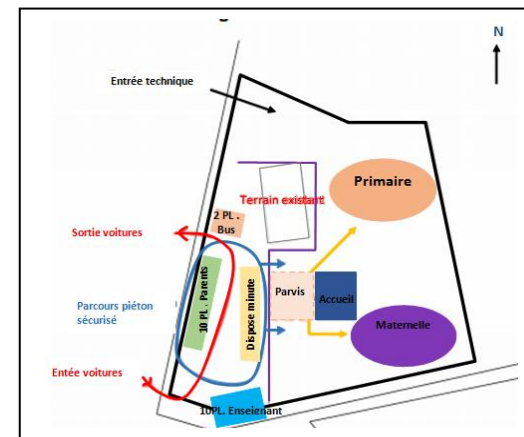 N
Entrée technique
Primaire
Terrain existant!
2 PL .
Bus
Sortie voitures
10 PL. Parents
Dispose minute
Parvis
Accueil
Parcours piéton
sécurisé
Maternelle
Entée voitures
10PL. Enseiernant